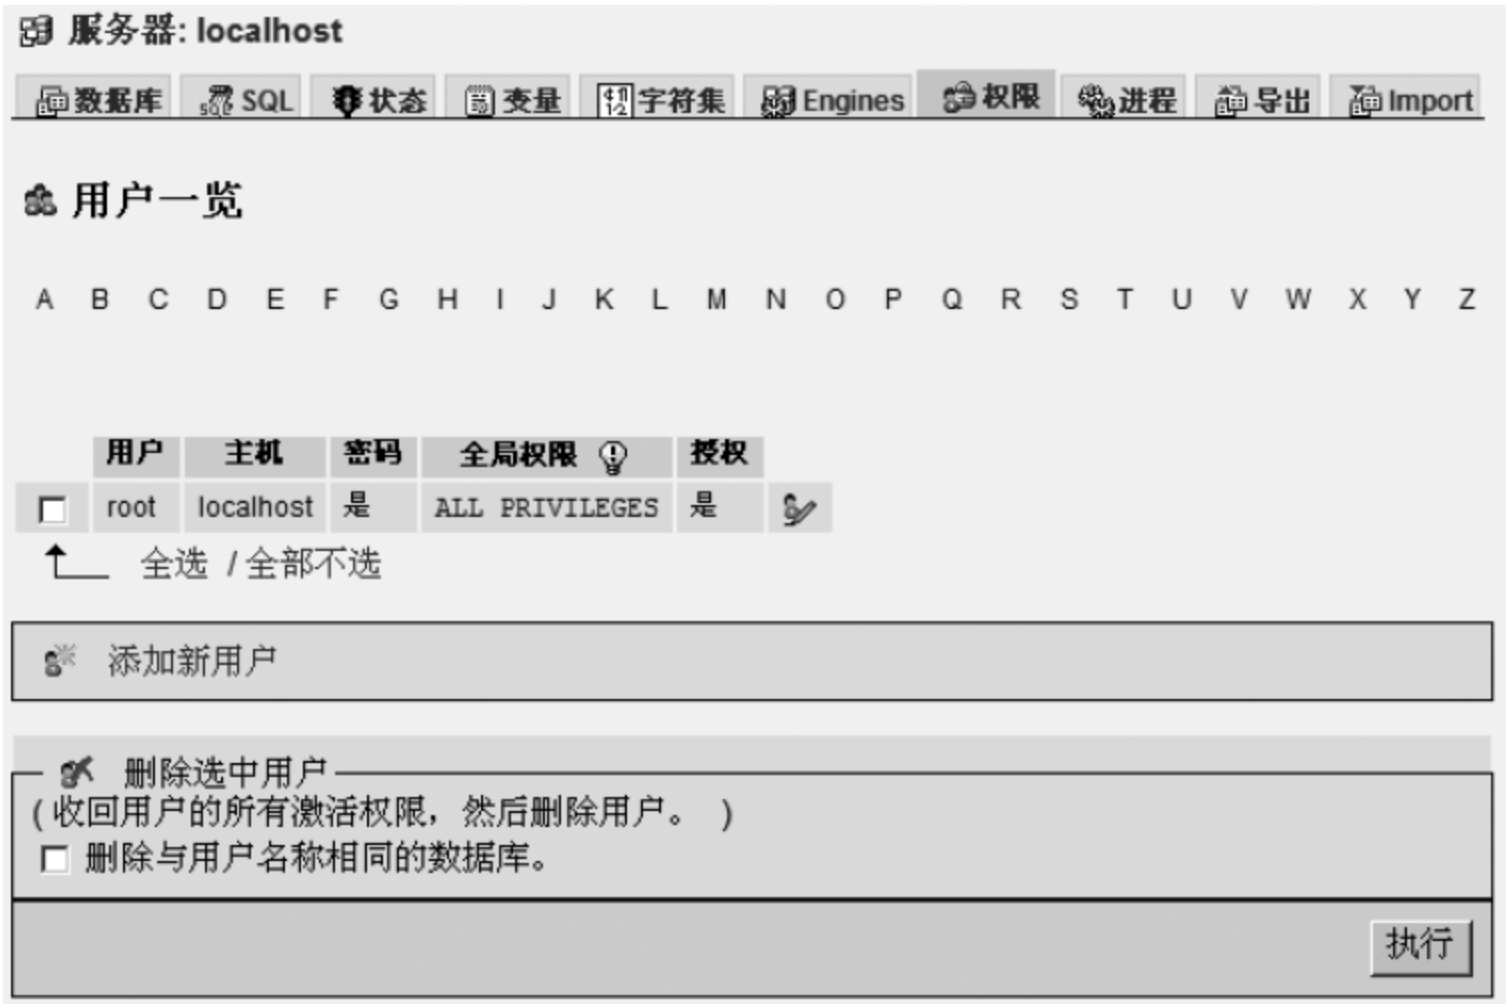 服务器: localhost
数据库 SQL 状态 变量 字符集 Engines 权限 进程 导出 Import
用户一览
A B C D E F G H I J K L M N O P Q R S T U V W X Y Z
用户 主机 密码 全局权限 授权
root localhost 是 ALL PRIVILEGES 是
全选 / 全部不选
添加新用户
删除选中用户
(收回用户的所有激活权限，然后删除用户。 )
删除与用户名称相同的数据库。
执行